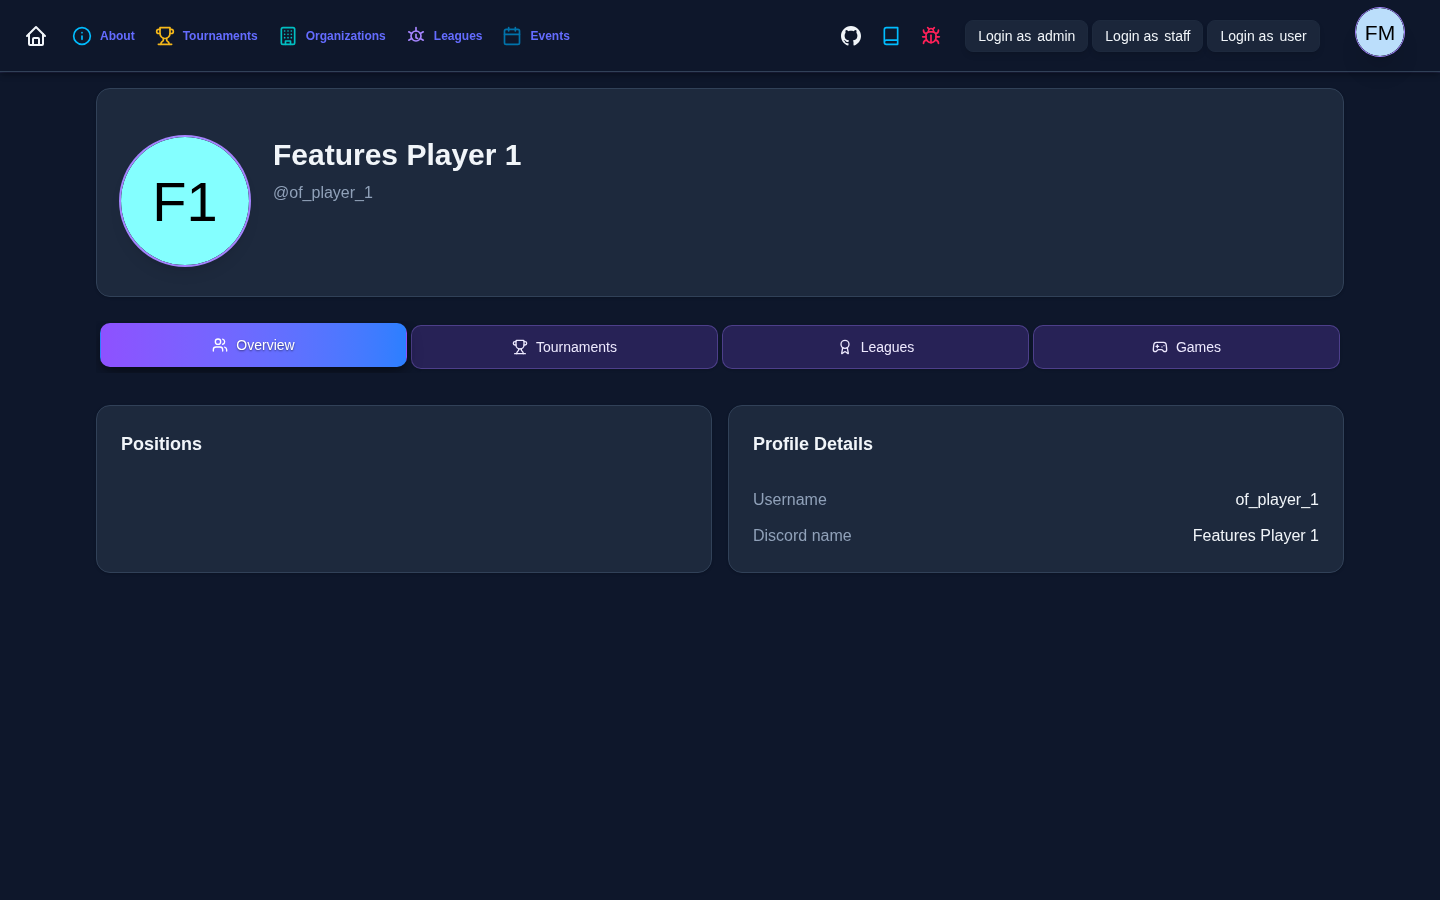 About Tournaments Organizations Leagues Events Login as admin Login as staff Login as user FM
F1
Features Player 1
@of_player_1
Overview Tournaments Leagues Games
Positions
Profile Details
Username of_player_1
Discord name Features Player 1